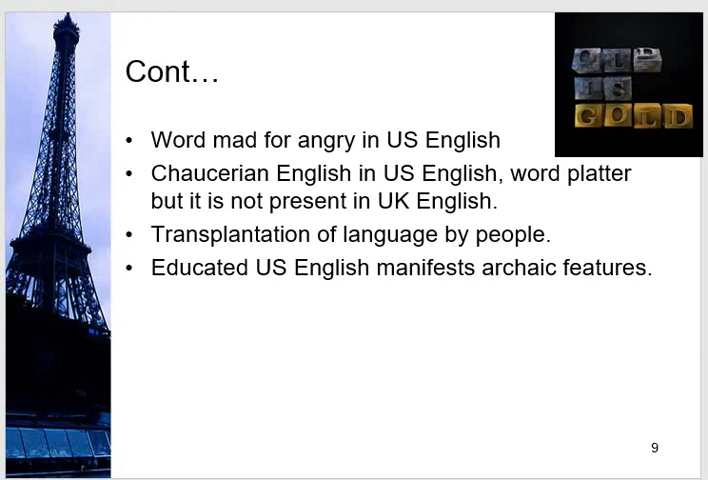 Cont…
OLD
IS
GOLD
• Word mad for angry in US English
• Chaucerian English in US English, word platter
but it is not present in UK English.
• Transplantation of language by people.
• Educated US English manifests archaic features.
9